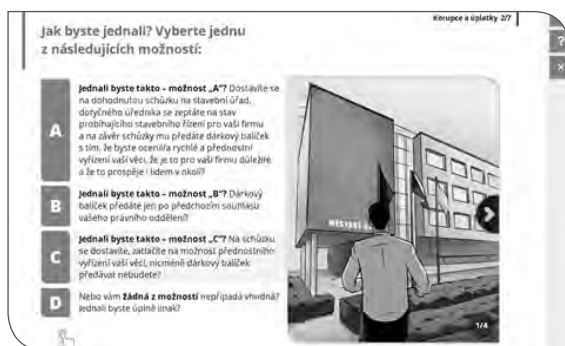 Korupce a úplatky 2/7
Jak byste jednali? Vyberte jednu
z následujících možností:
A
Jednali byste takto – možnost „A“? Dostavíte se
na dohodnutou schůzku na stavební úřad,
dotyčného úředníka se zeptáte na stav
probíhajícího stavebního řízení pro vaši firmu
a na závěr schůzky mu předáte dárkový balíček
s tím, že byste ocenil/a rychlé a přednostní
vyřízení vaší věci, že je to pro vaši firmu důležité
a že to prospěje i lidem v okolí?
B
Jednali byste takto – možnost „B“? Dárkový
balíček předáte jen po předchozím souhlasu
vašeho právního oddělení?
C
Jednali byste takto – možnost „C“? Na schůzku
se dostavíte, zatlačíte na možnost přednostního
vyřízení vaší věci, nicméně dárkový balíček
předávat nebudete?
D
Nebo vám žádná z možností nepřipadá vhodná?
Jednali byste úplně jinak?
MĚSTSKÝ
1/4
?
×